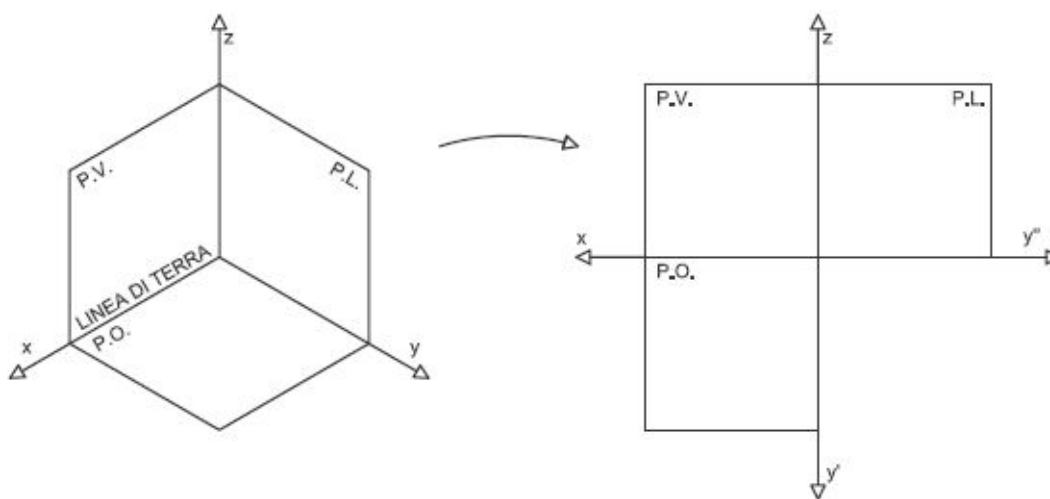 z
P.V.
P.L.
LINEA DI TERRA
P.O.
x
y
z
P.V.
P.L.
x
y"
P.O.
y'